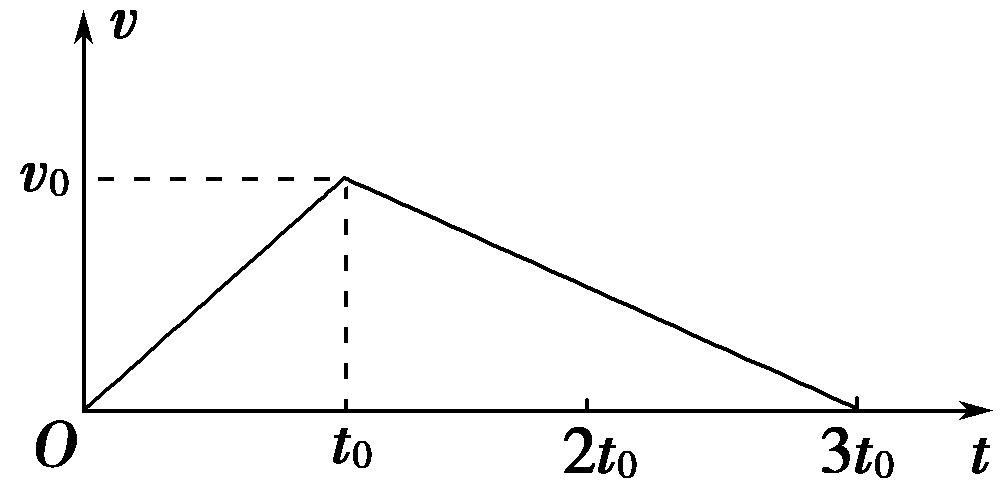 v
v₀
O t₀ 2t₀ 3t₀ t